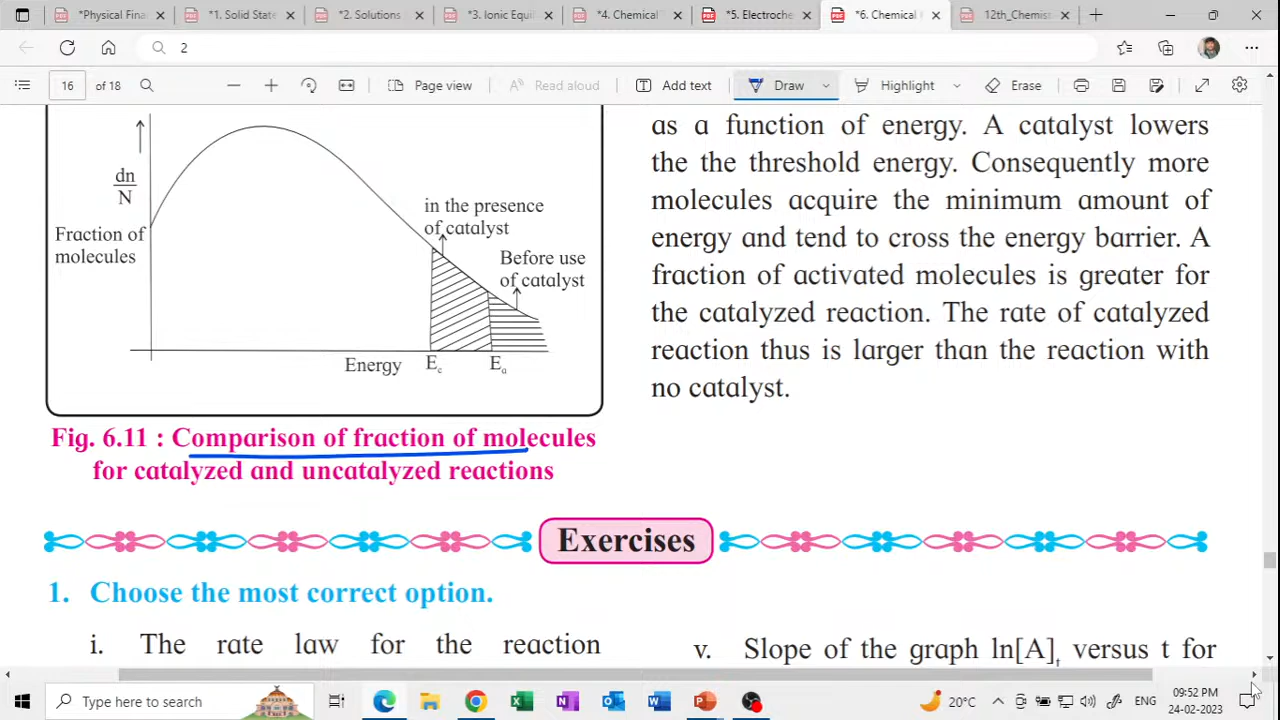 *Physical Fina
*1. Solid State
*2. Solutions
*3. Ionic Equi
*4. Chemical
*5. Electroche
*6. Chemical
12th_Chemis
2
16
of 18
Page view
Read aloud
Add text
Draw
Highlight
Erase
dn
N
Fraction of
molecules
in the presence
of catalyst
Before use
of catalyst
Energy
Ec
Ea
Fig. 6.11 : Comparison of fraction of molecules
for catalyzed and uncatalyzed reactions
as a function of energy. A catalyst lowers
the the threshold energy. Consequently more
molecules acquire the minimum amount of
energy and tend to cross the energy barrier. A
fraction of activated molecules is greater for
the catalyzed reaction. The rate of catalyzed
reaction thus is larger than the reaction with
no catalyst.
Exercises
1. Choose the most correct option.
i. The rate law for the reaction
v. Slope of the graph ln[A]t versus t for
Type here to search
20°C
ENG
09:52 PM
24-02-2023